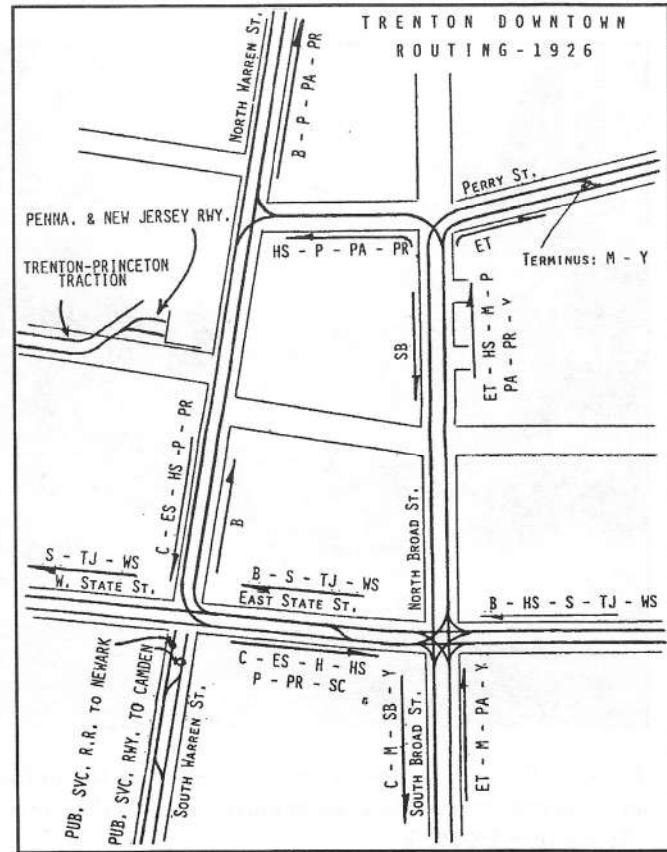 TRENTON DOWNTOWN
ROUTING-1926
NORTH WARREN ST.
B - P - PA - PR
PERRY ST.
PENNA. & NEW JERSEY RWY.
HS - P - PA - PR
ET
TERMINUS: M - Y
TRENTON-PRINCETON
TRACTION
SB
ET - HS - M - P
PA - PR - Y
C - ES - HS - P - PR
B
NORTH BROAD ST.
S - TJ - WS
W. STATE ST.
B - S - TJ - WS
EAST STATE ST.
B - HS - S - TJ - WS
C - ES - H - HS
P - PR - SC
PUB. SVC. R.R. TO NEWARK
PUB. SVC. RWY. TO CAMDEN
SOUTH WARREN ST.
C - M - SB - Y
SOUTH BROAD ST.
ET - M - PA - Y